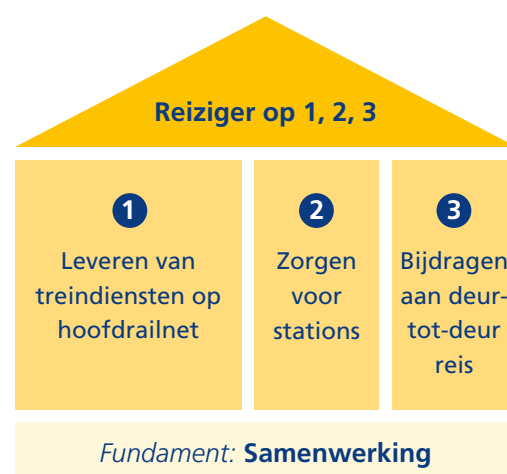 Reiziger op 1, 2, 3
1
Leveren van
treindiensten op
hoofdrailnet
2
Zorgen
voor
stations
3
Bijdragen
aan deur-
tot-deur
reis
Fundament: Samenwerking